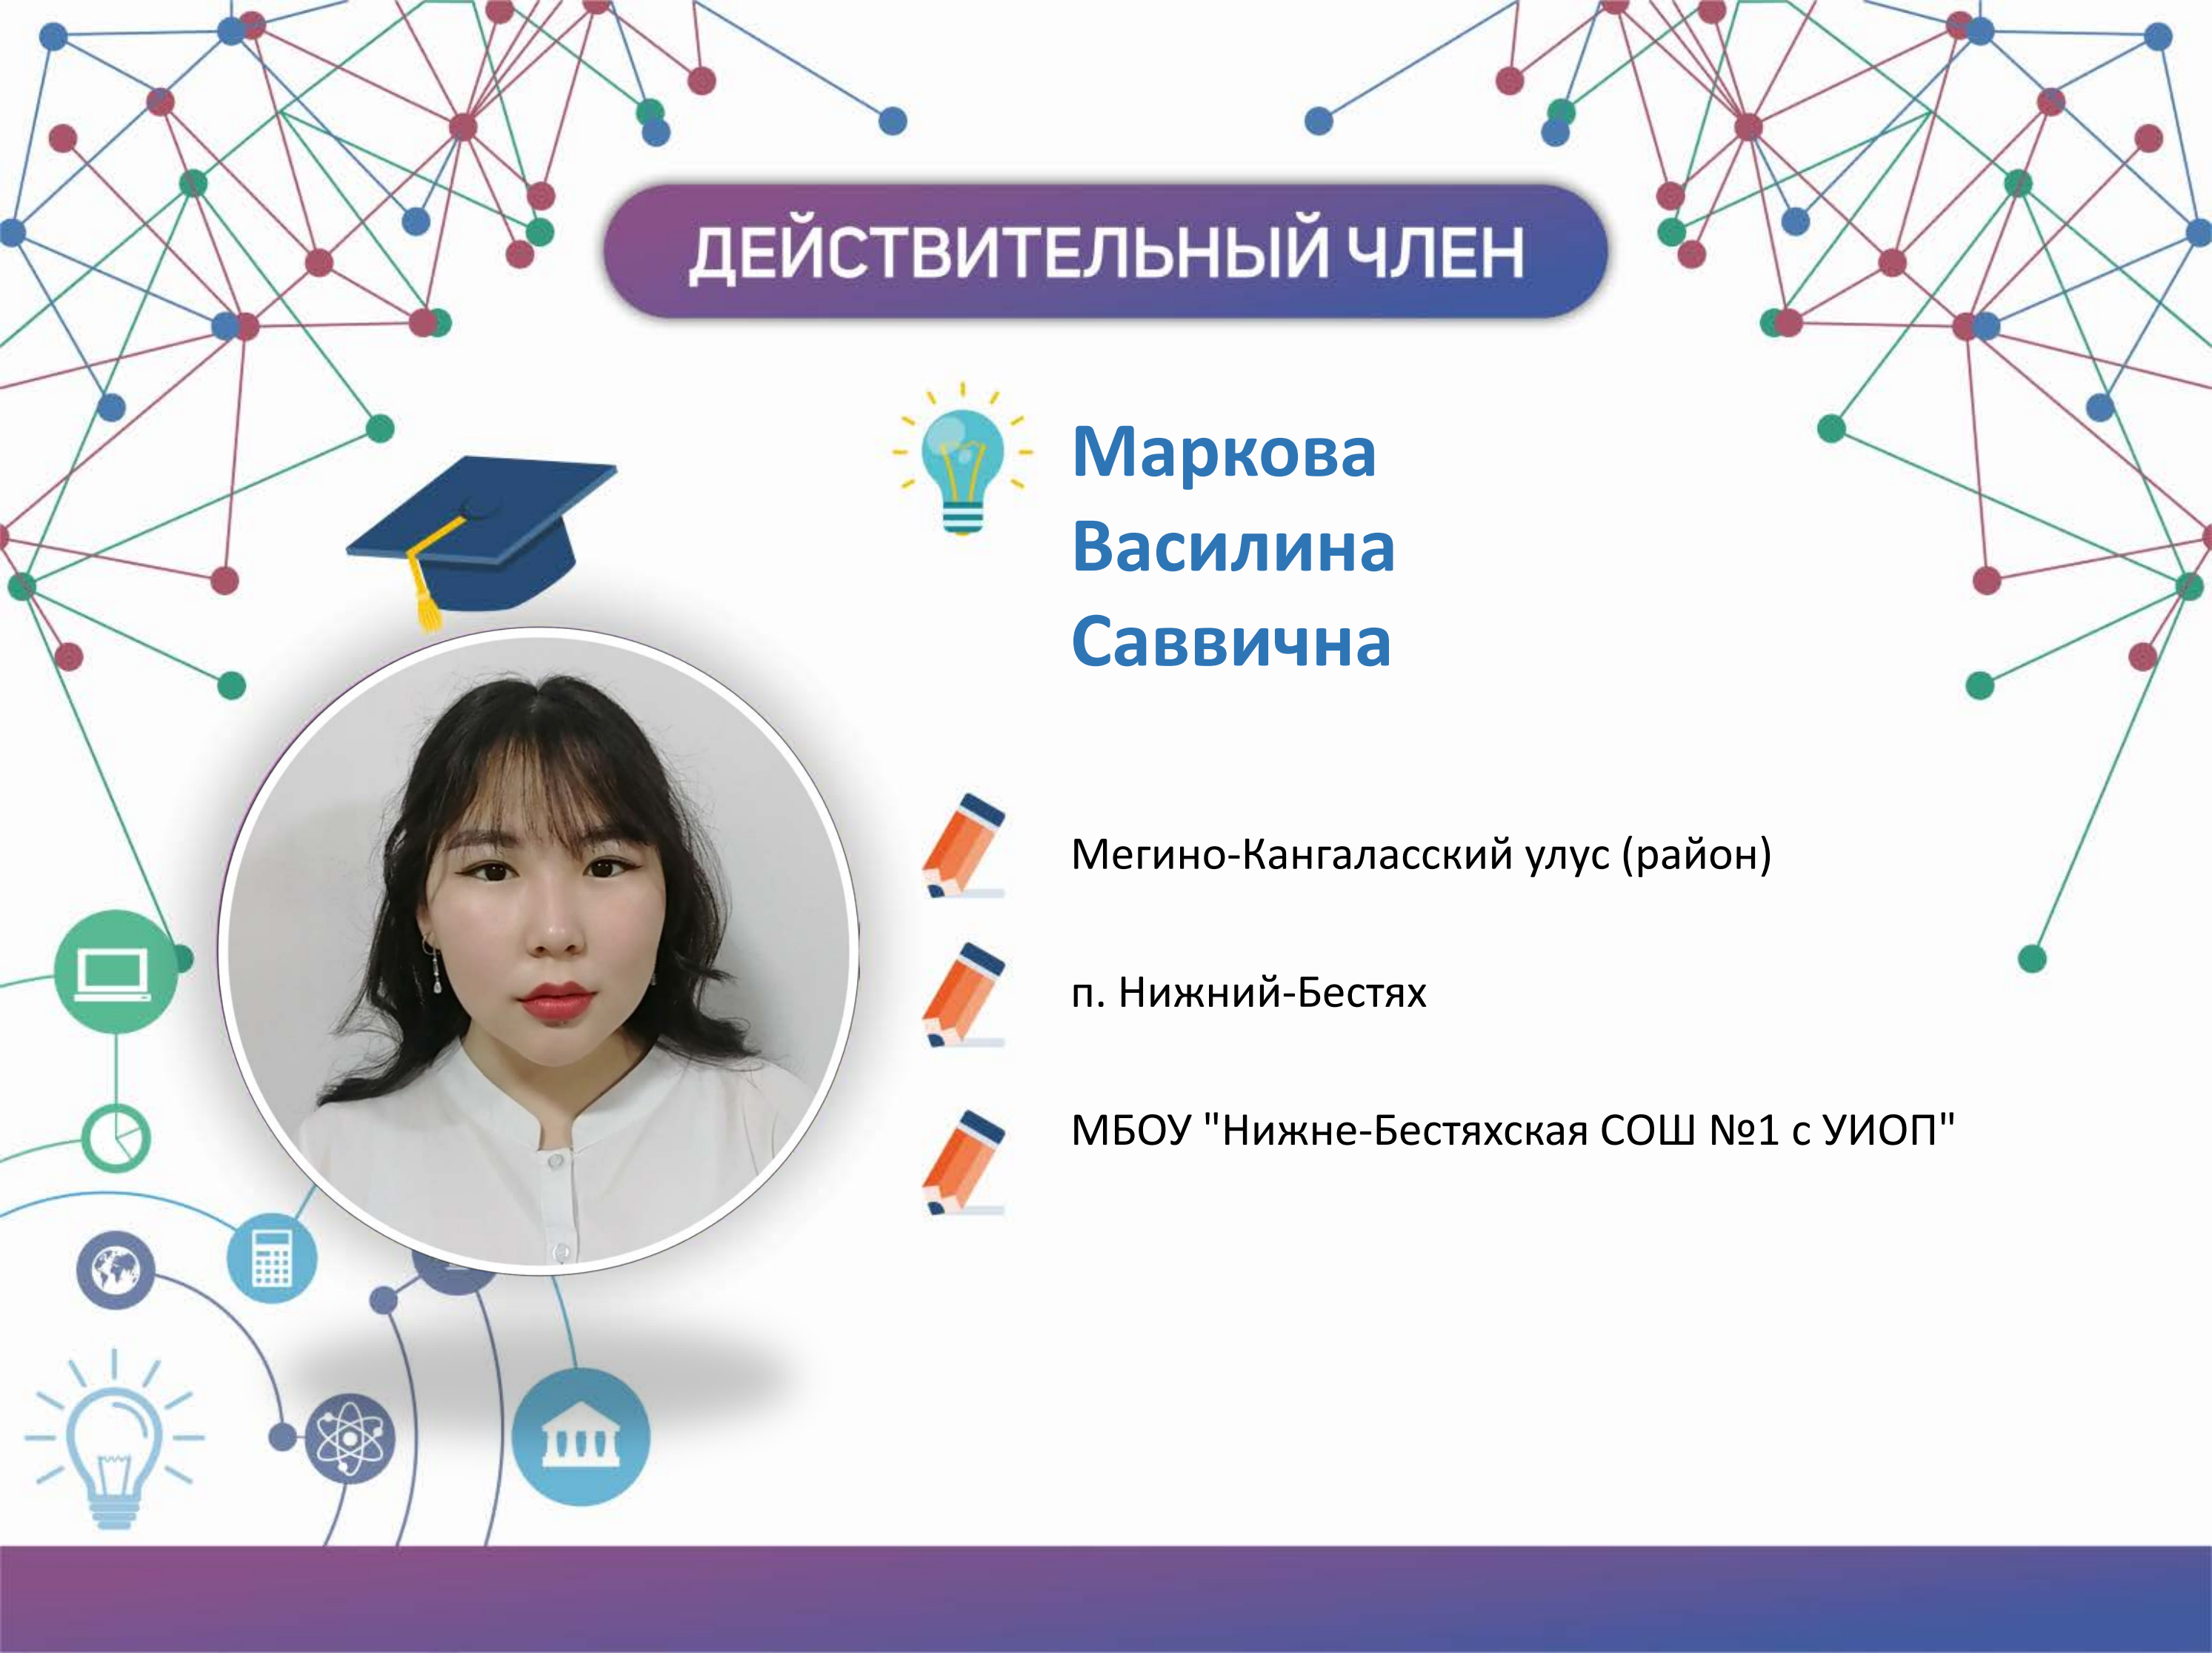 ДЕЙСТВИТЕЛЬНЫЙ ЧЛЕН
Маркова
Василина
Саввична
Мегино-Кангаласский улус (район)
п. Нижний-Бестях
МБОУ "Нижне-Бестяхская СОШ №1 с УИОП"